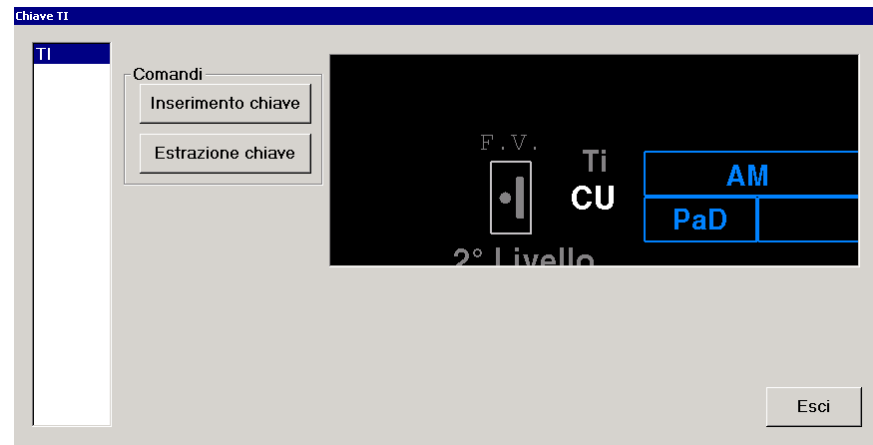 Chiave TI
TI
Comandi
Inserimento chiave
Estrazione chiave
F.V.
Ti
CU
AM
PaD
2° Livello
Esci